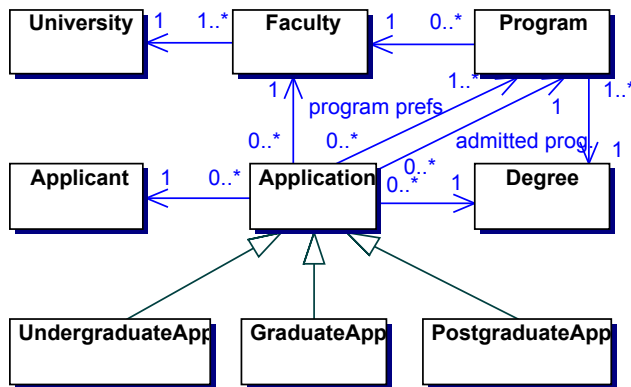 University 1 1..* Faculty 1 0..* Program
1 program prefs 1..* 1 1..*
0..* 0..* admitted prog. 1
Applicant 1 0..* Application 0..* 0..* 1 Degree
UndergraduateApp GraduateApp PostgraduateApp